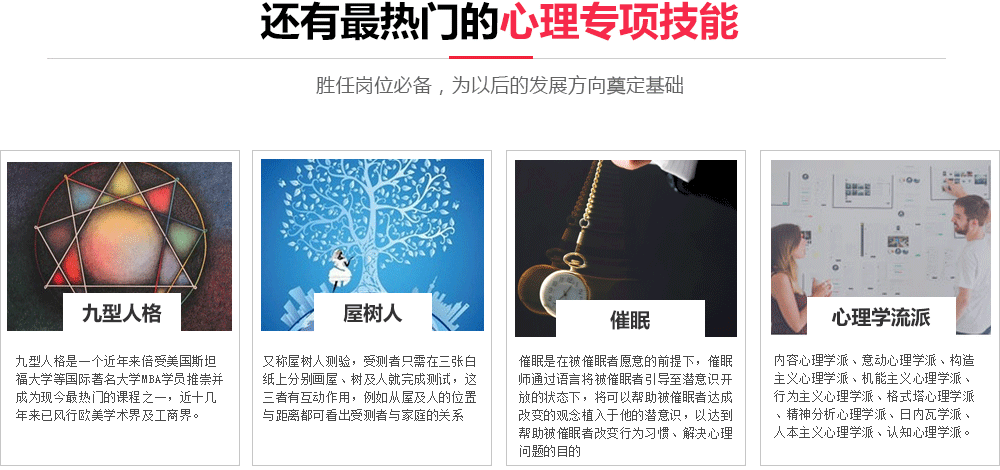 还有最热门的心理专项技能
胜任岗位必备，为以后的发展方向奠定基础
九型人格
九型人格是一个近年来倍受美国斯坦
福大学等国际著名大学MBA学员推崇并
成为现今最热门的课程之一，近十几
年来已风行欧美学术界及工商界。
屋树人
又称屋树人测验，受测者只需在三张白
纸上分别画屋、树及人就完成测试，这
三者有互动作用，例如从屋及人的位置
与距离都可看出受测者与家庭的关系
催眠
催眠是在被催眠者愿意的前提下，催眠
师通过语言将被催眠者引导至潜意识开
放的状态下，将可以帮助被催眠者达成
改变的观念植入于他的潜意识，以达到
帮助被催眠者改变行为习惯、解决心理
问题的目的
心理学流派
内容心理学派、意动心理学派、构造
主义心理学派、机能主义心理学派、
行为主义心理学派、格式塔心理学派
、精神分析心理学派、日内瓦学派、
人本主义心理学派、认知心理学派。